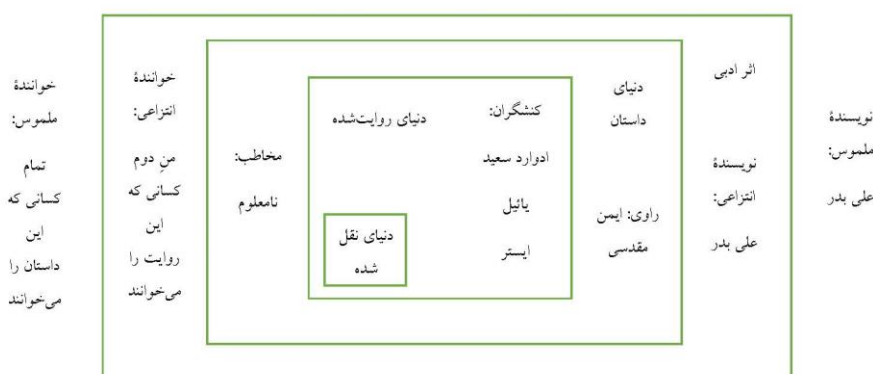 نویسندهٔ
ملموس:
علی بدر
اثر ادبی
نویسندهٔ
انتزاعی:
علی بدر
دنیای
داستان
راوی: ایمن
مقدسی
کنشگران:
ادوارد سعید
یائیل
ایستر
دنیای روایت‌شده
دنیای نقل
شده
مخاطب:
نامعلوم
خوانندهٔ
انتزاعی:
منِ دوم
کسانی که
این
روایت را
می‌خوانند
خوانندهٔ
ملموس:
تمام
کسانی که
این
داستان را
می‌خوانند